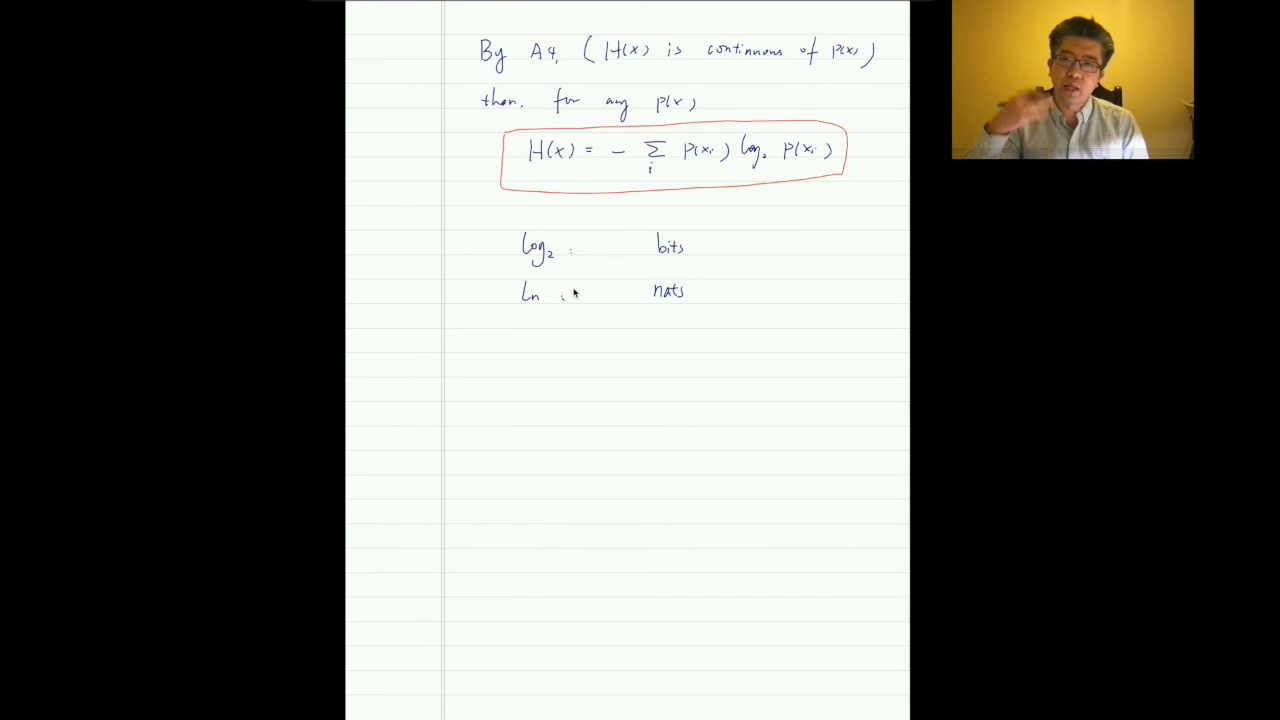 By A4, (H(x) is continuous of p(x))
then, for any p(x)
H(x) = - Σ p(xi) log₂ p(xi)
i
log₂ : bits
Ln : nats